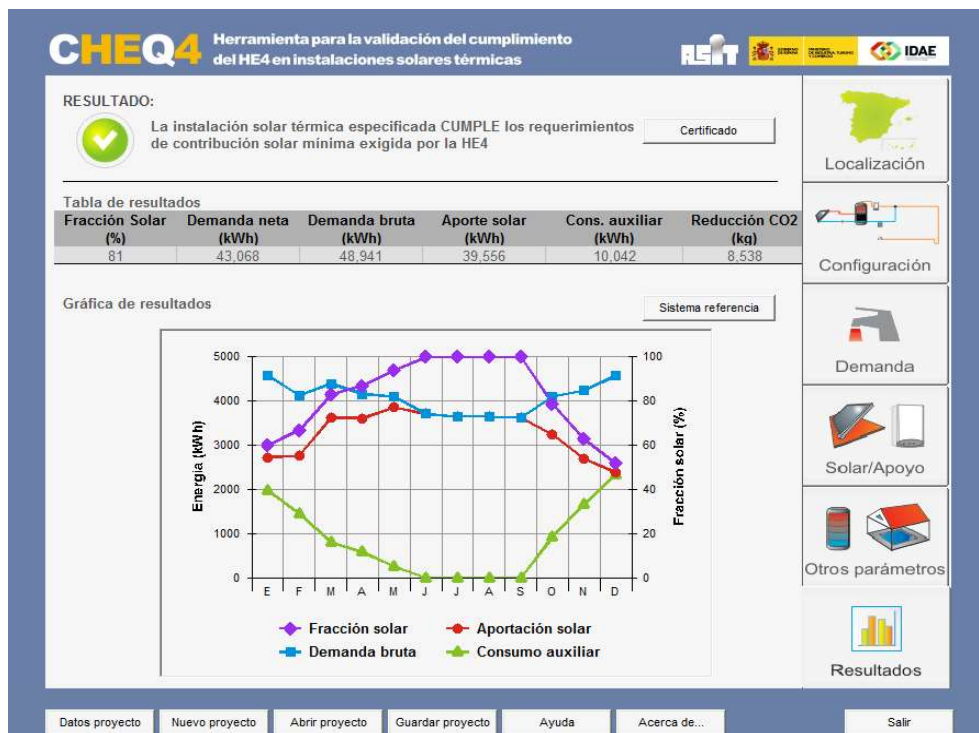 CHEQ4
Herramienta para la validación del cumplimiento
del HE4 en instalaciones solares térmicas
ASIT
IDAE
RESULTADO:
La instalación solar térmica especificada CUMPLE los requerimientos
de contribución solar mínima exigida por la HE4
Certificado
Tabla de resultados
Fracción Solar (%) Demanda neta (kWh) Demanda bruta (kWh) Aporte solar (kWh) Cons. auxiliar (kWh) Reducción CO2 (kg)
81 43,068 48,941 39,556 10,042 8,538
Gráfica de resultados
Sistema referencia
Energía (kWh)
5000
4000
3000
2000
1000
0
E F M A M J J A S O N D
100
80
60
40
20
0
Fracción solar (%)
Fracción solar Aportación solar
Demanda bruta Consumo auxiliar
Localización
Configuración
Demanda
Solar/Apoyo
Otros parámetros
Resultados
Datos proyecto Nuevo proyecto Abrir proyecto Guardar proyecto Ayuda Acerca de... Salir